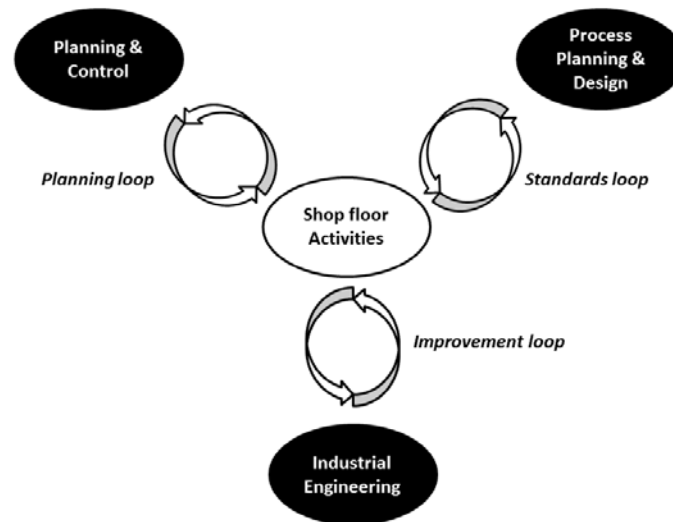 Planning &
Control
Process
Planning &
Design
Planning loop
Standards loop
Shop floor
Activities
Improvement loop
Industrial
Engineering